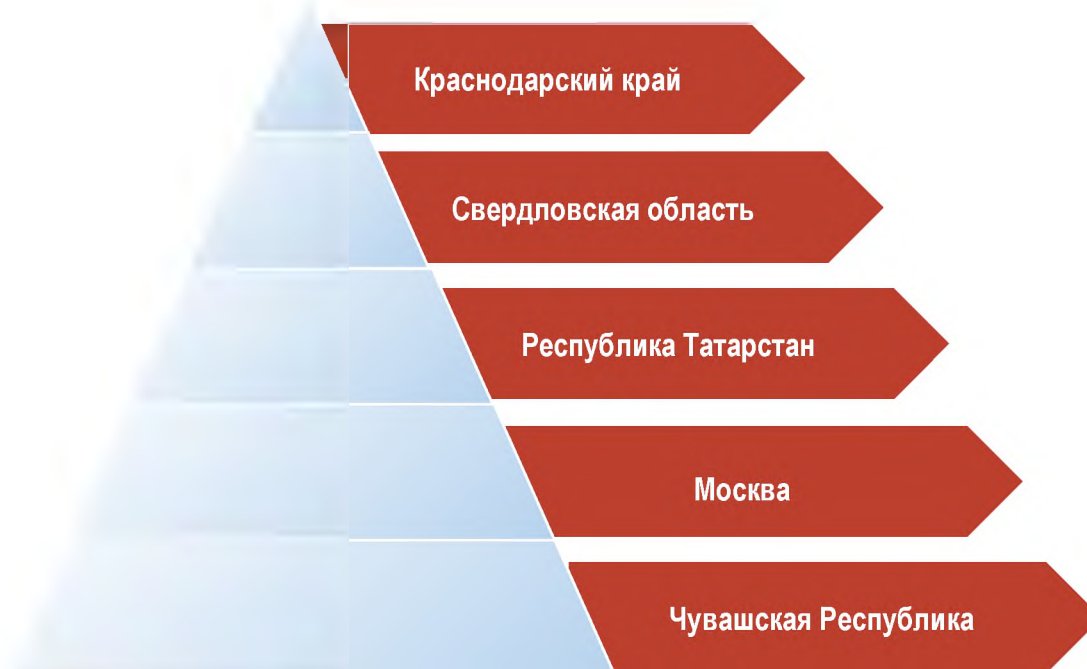 Краснодарский край
Свердловская область
Республика Татарстан
Москва
Чувашская Республика